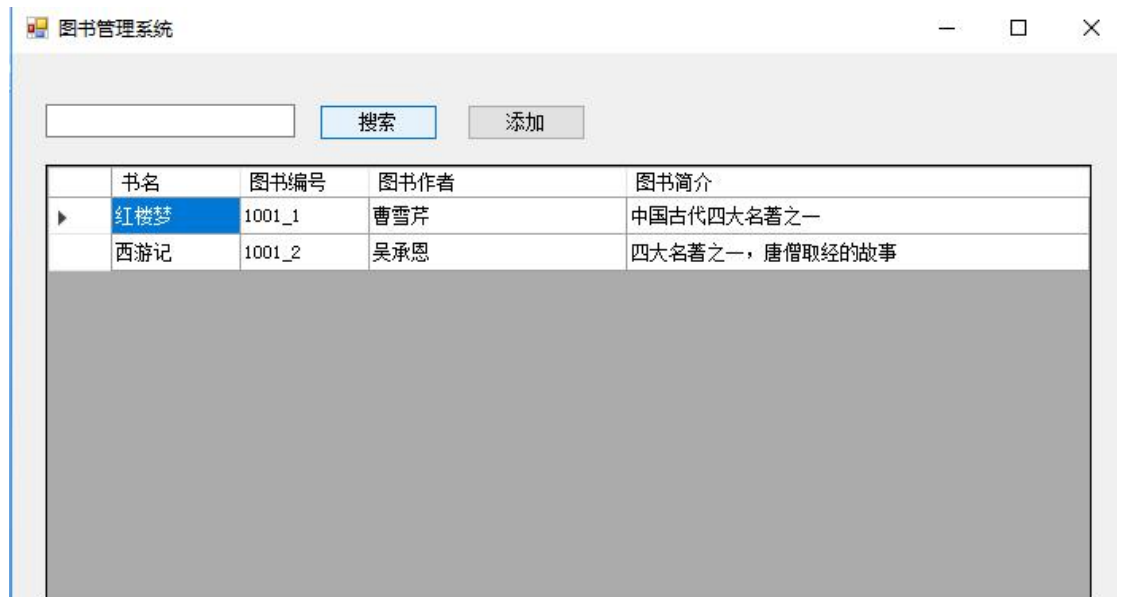 图书管理系统
搜索 添加
书名 图书编号 图书作者 图书简介
红楼梦 1001_1 曹雪芹 中国古代四大名著之一
西游记 1001_2 吴承恩 四大名著之一，唐僧取经的故事